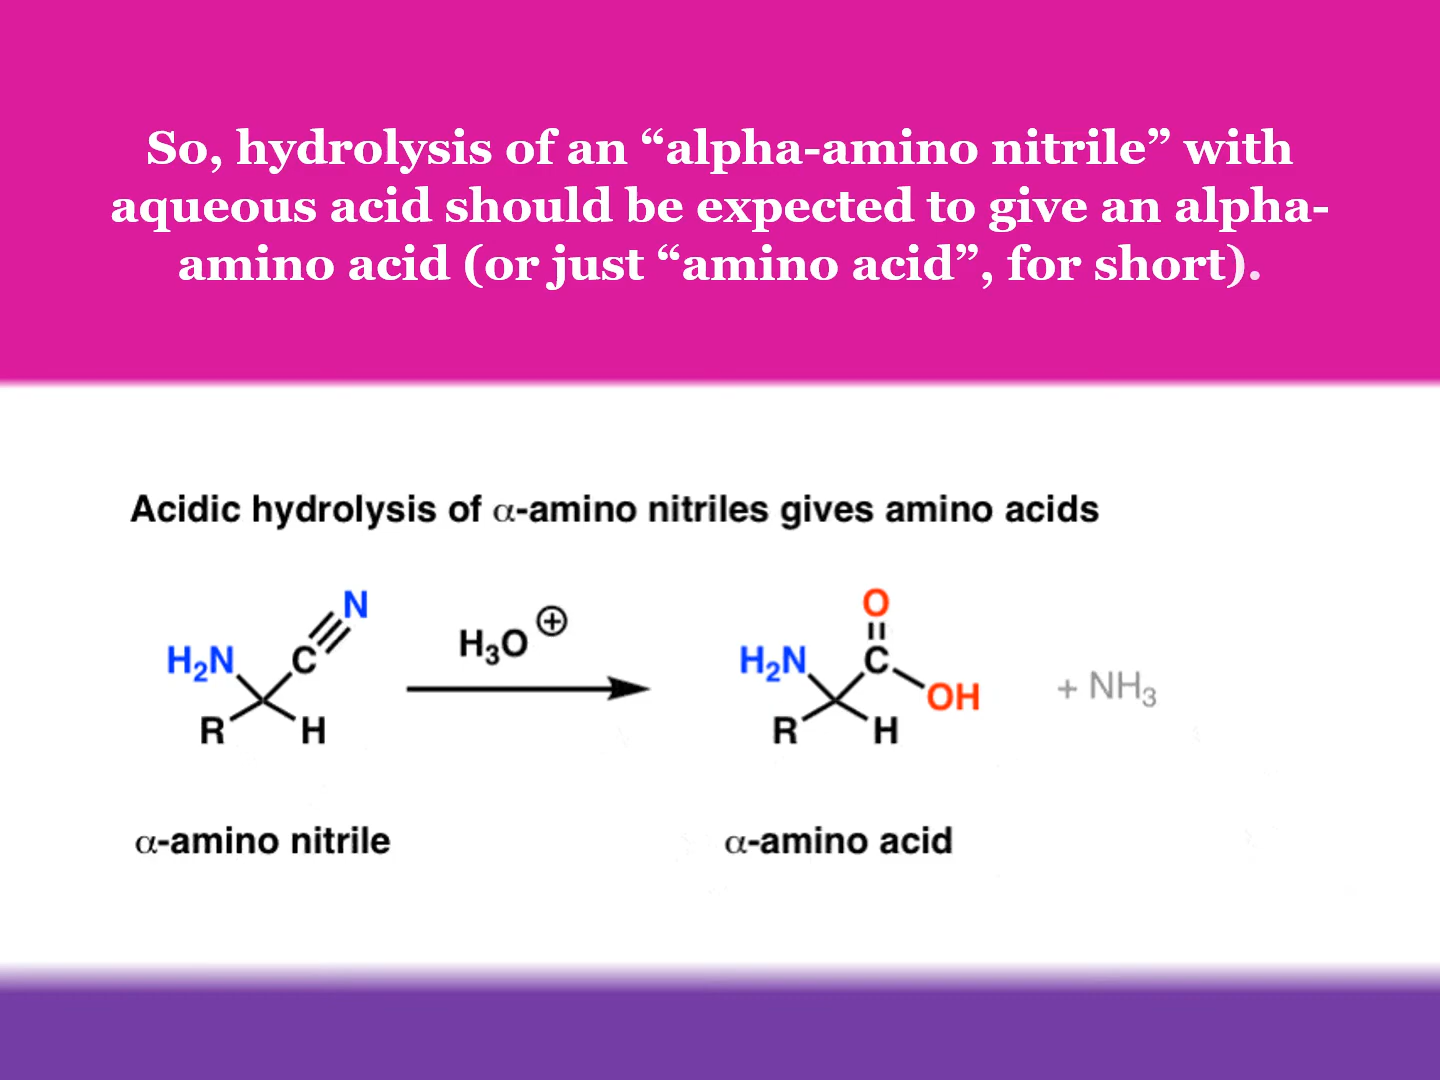 So, hydrolysis of an “alpha-amino nitrile” with
aqueous acid should be expected to give an alpha-
amino acid (or just “amino acid”, for short).
Acidic hydrolysis of α-amino nitriles gives amino acids
H₂N C N R H
H₃O ⊕
H₂N C O OH R H
+ NH₃
α-amino nitrile
α-amino acid